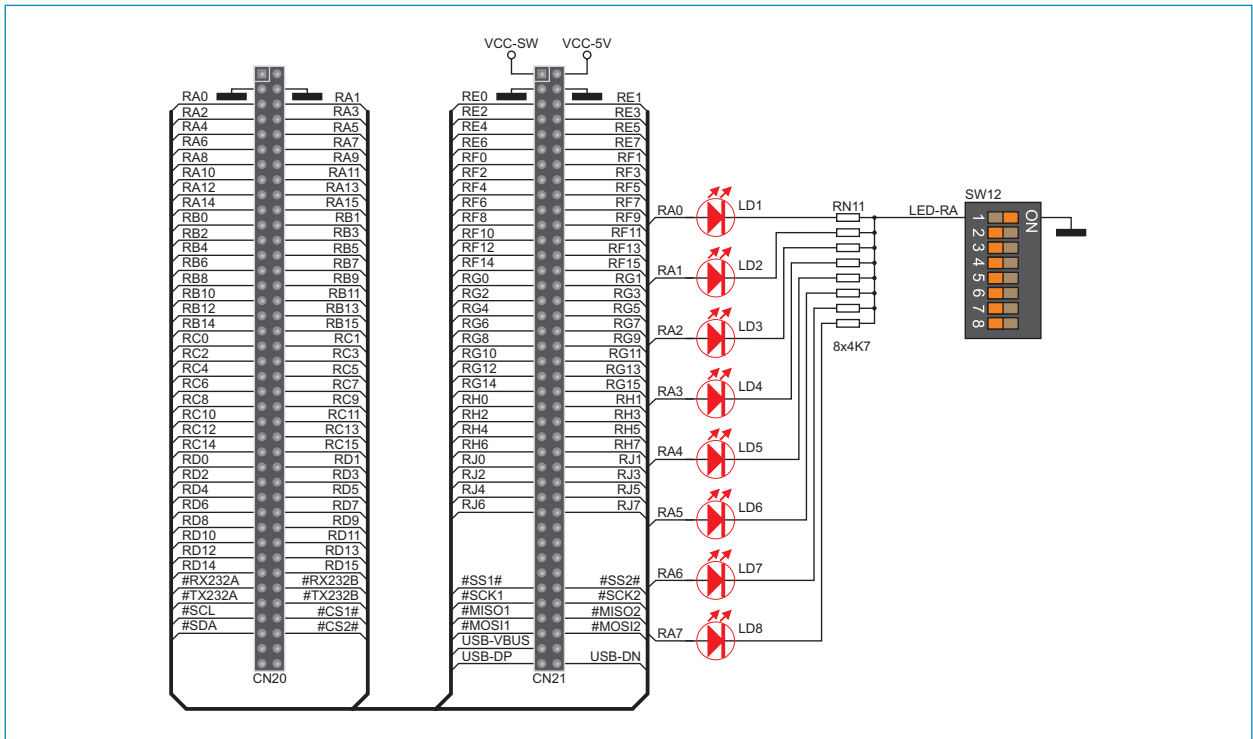 VCC-SW VCC-5V
RA0 RA1 RE0 RE1
RA2 RA3 RE2 RE3
RA4 RA5 RE4 RE5
RA6 RA7 RE6 RE7
RA8 RA9 RF0 RF1
RA10 RA11 RF2 RF3
RA12 RA13 RF4 RF5
RA14 RA15 RF6 RF7
RB0 RB1 RF8 RF9
RB2 RB3 RF10 RF11
RB4 RB5 RF12 RF13
RB6 RB7 RF14 RF15
RB8 RB9 RG0 RG1
RB10 RB11 RG2 RG3
RB12 RB13 RG4 RG5
RB14 RB15 RG6 RG7
RC0 RC1 RG8 RG9
RC2 RC3 RG10 RG11
RC4 RC5 RG12 RG13
RC6 RC7 RG14 RG15
RC8 RC9 RH0 RH1
RC10 RC11 RH2 RH3
RC12 RC13 RH4 RH5
RC14 RC15 RH6 RH7
RD0 RD1 RJ0 RJ1
RD2 RD3 RJ2 RJ3
RD4 RD5 RJ4 RJ5
RD6 RD7 RJ6 RJ7
RD8 RD9
RD10 RD11
RD12 RD13
RD14 RD15
#RX232A #RX232B #SS1# #SS2#
#TX232A #TX232B #SCK1 #SCK2
#SCL #CS1# #MISO1 #MISO2
#SDA #CS2# #MOSI1 #MOSI2
USB-VBUS
USB-DP USB-DN
CN20 CN21
RA0 LD1
RA1 LD2
RA2 LD3
RA3 LD4
RA4 LD5
RA5 LD6
RA6 LD7
RA7 LD8
RN11
8x4K7
LED-RA
SW12
ON
1
2
3
4
5
6
7
8